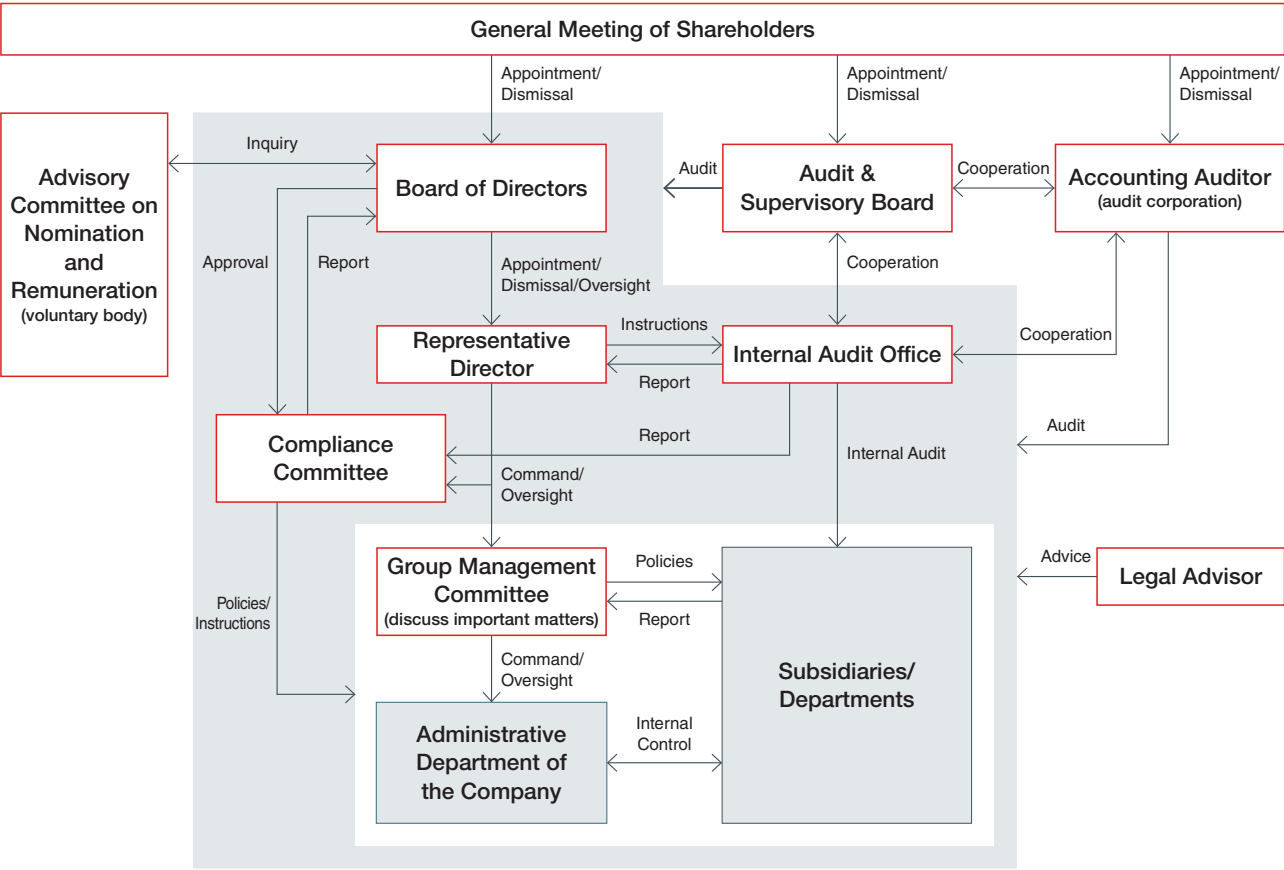 General Meeting of Shareholders
Appointment/
Dismissal
Appointment/
Dismissal
Appointment/
Dismissal
Advisory
Committee on
Nomination
and
Remuneration
(voluntary body)
Inquiry
Board of Directors
Audit
Audit &
Supervisory Board
Cooperation
Accounting Auditor
(audit corporation)
Approval
Report
Appointment/
Dismissal/Oversight
Cooperation
Representative
Director
Instructions
Report
Internal Audit Office
Cooperation
Compliance
Committee
Report
Command/
Oversight
Internal Audit
Audit
Policies/
Instructions
Group Management
Committee
(discuss important matters)
Policies
Report
Subsidiaries/
Departments
Advice
Legal Advisor
Command/
Oversight
Administrative
Department of
the Company
Internal
Control